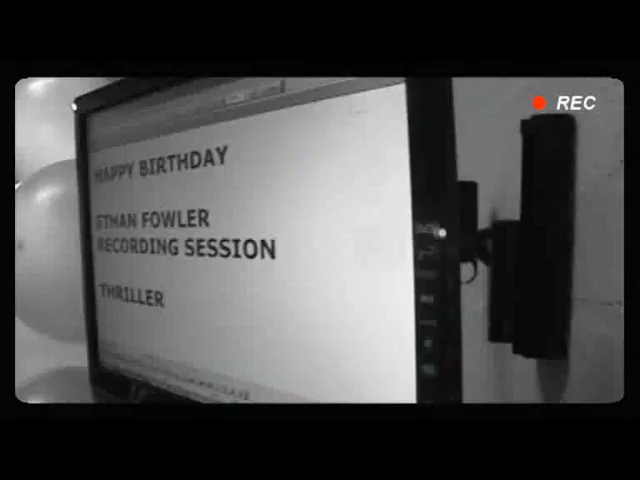 REC
HAPPY BIRTHDAY
ETHAN FOWLER
RECORDING SESSION
THRILLER